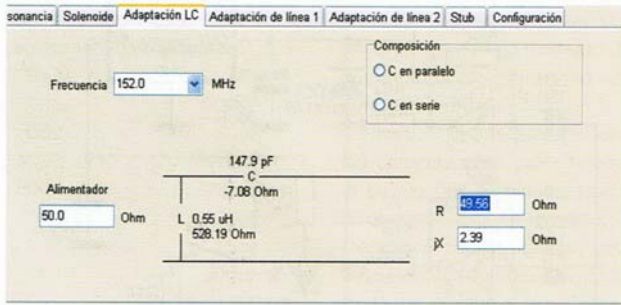 sonancia Solenoide Adaptación LC Adaptación de línea 1 Adaptación de línea 2 Stub Configuración
Composición
C en paralelo
C en serie
Frecuencia 152.0 MHz
147.9 pF
C
-7.08 Ohm
Alimentador
50.0 Ohm
L 0.55 uH
528.19 Ohm
R 49.56 Ohm
jX 2.39 Ohm